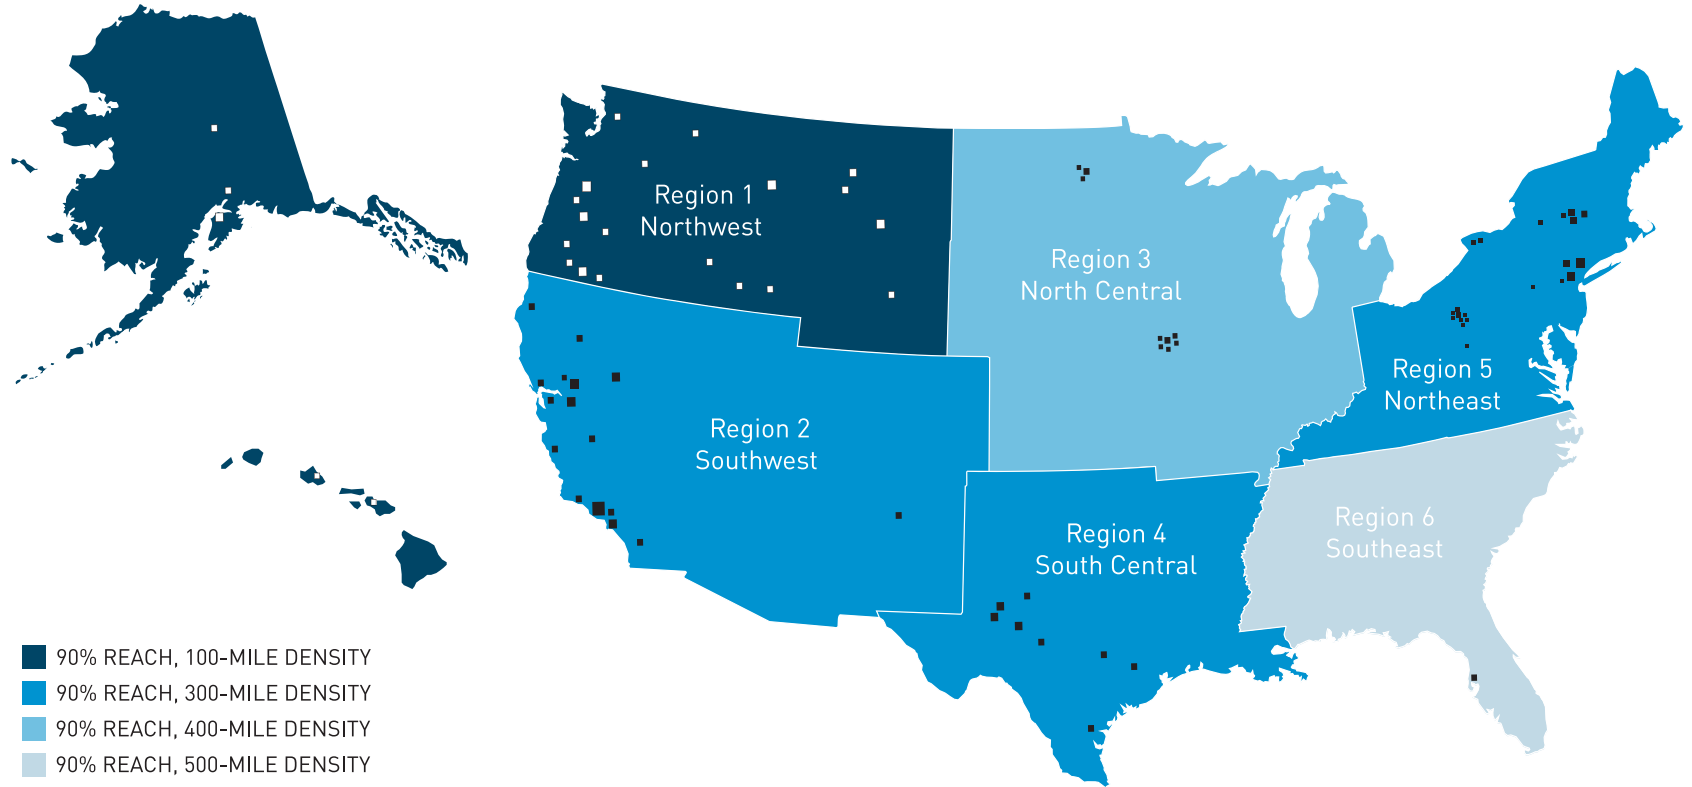 Region 1
Northwest
Region 3
North Central
Region 5
Northeast
Region 2
Southwest
Region 6
Southeast
Region 4
South Central
90% REACH, 100-MILE DENSITY
90% REACH, 300-MILE DENSITY
90% REACH, 400-MILE DENSITY
90% REACH, 500-MILE DENSITY